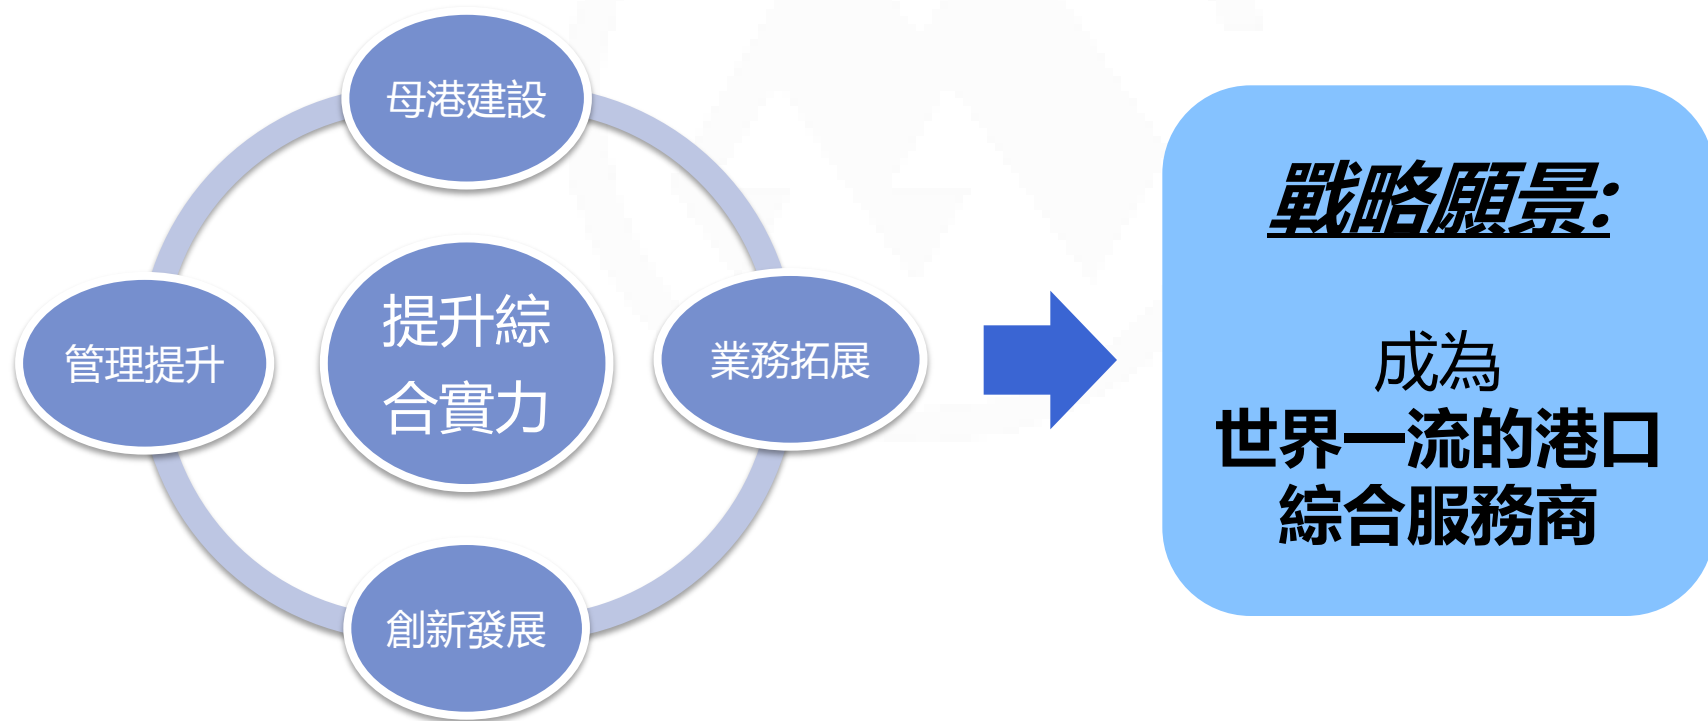 母港建設
管理提升
提升綜
合實力
業務拓展
創新發展
戰略願景:
成為
世界一流的港口
綜合服務商